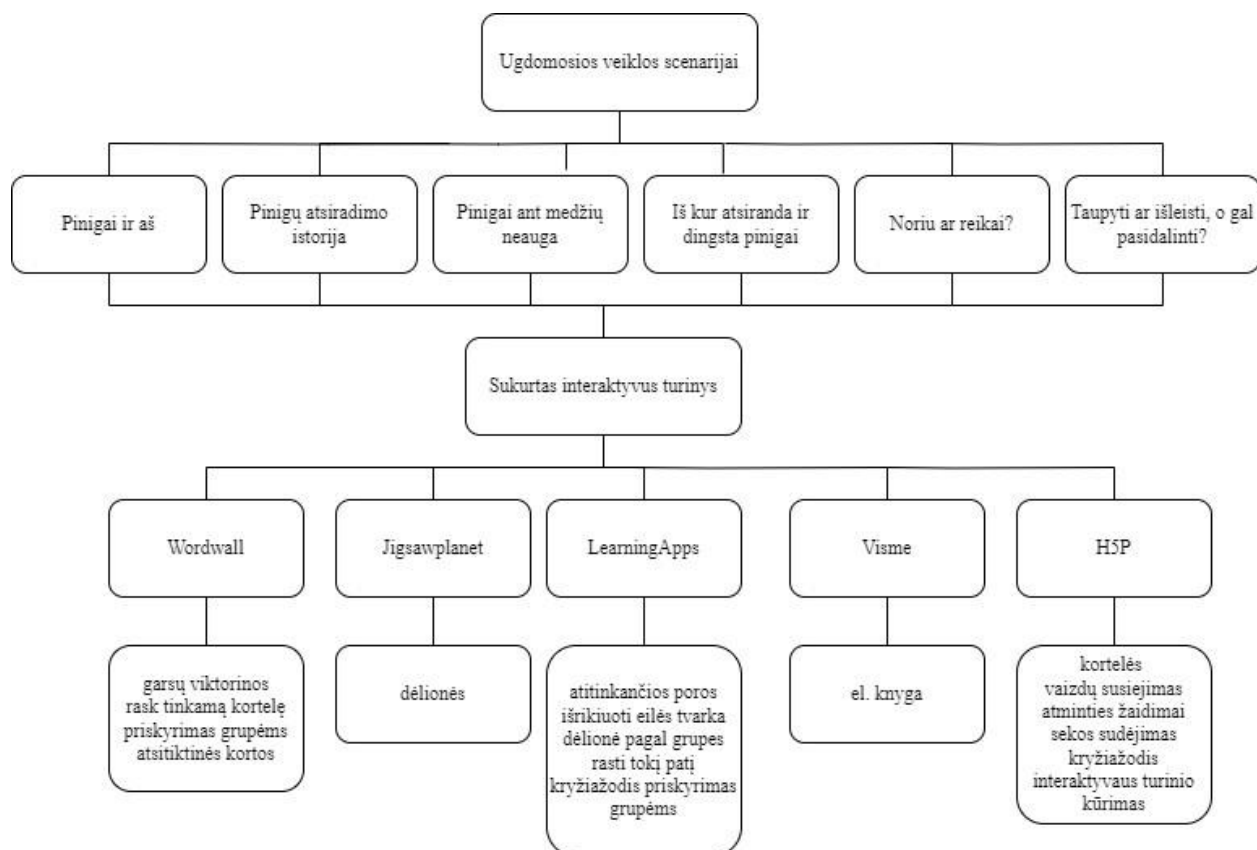 Ugdomosios veiklos scenarijai
Pinigai ir aš
Pinigų atsiradimo
istorija
Pinigai ant medžių
neauga
Iš kur atsiranda ir
dingsta pinigai
Noriu ar reikai?
Taupyti ar išleisti, o gal
pasidalinti?
Sukurtas interaktyvus turinys
Wordwall
Jigsawplanet
LearningApps
Visme
H5P
garsų viktorinos
rask tinkamą kortelę
priskyrimas grupėms
atsitiktinės kortos
dėlionės
atitinkančios poros
išrikiuoti eilės tvarka
dėlionė pagal grupes
rasti tokį patį
kryžiažodis priskyrimas
grupėms
el. knyga
kortelės
vaizdų susiejimas
atminties žaidimai
sekos sudėjimas
kryžiažodis
interaktyvaus turinio
kūrimas